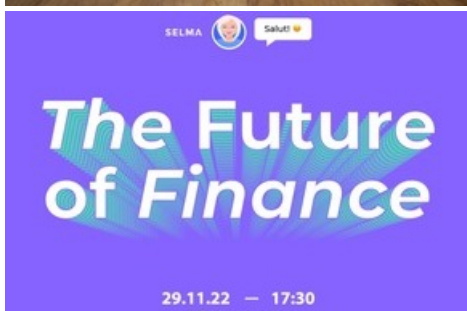 SELMA
Salut! 😊
The Future
of Finance
29.11.22 — 17:30